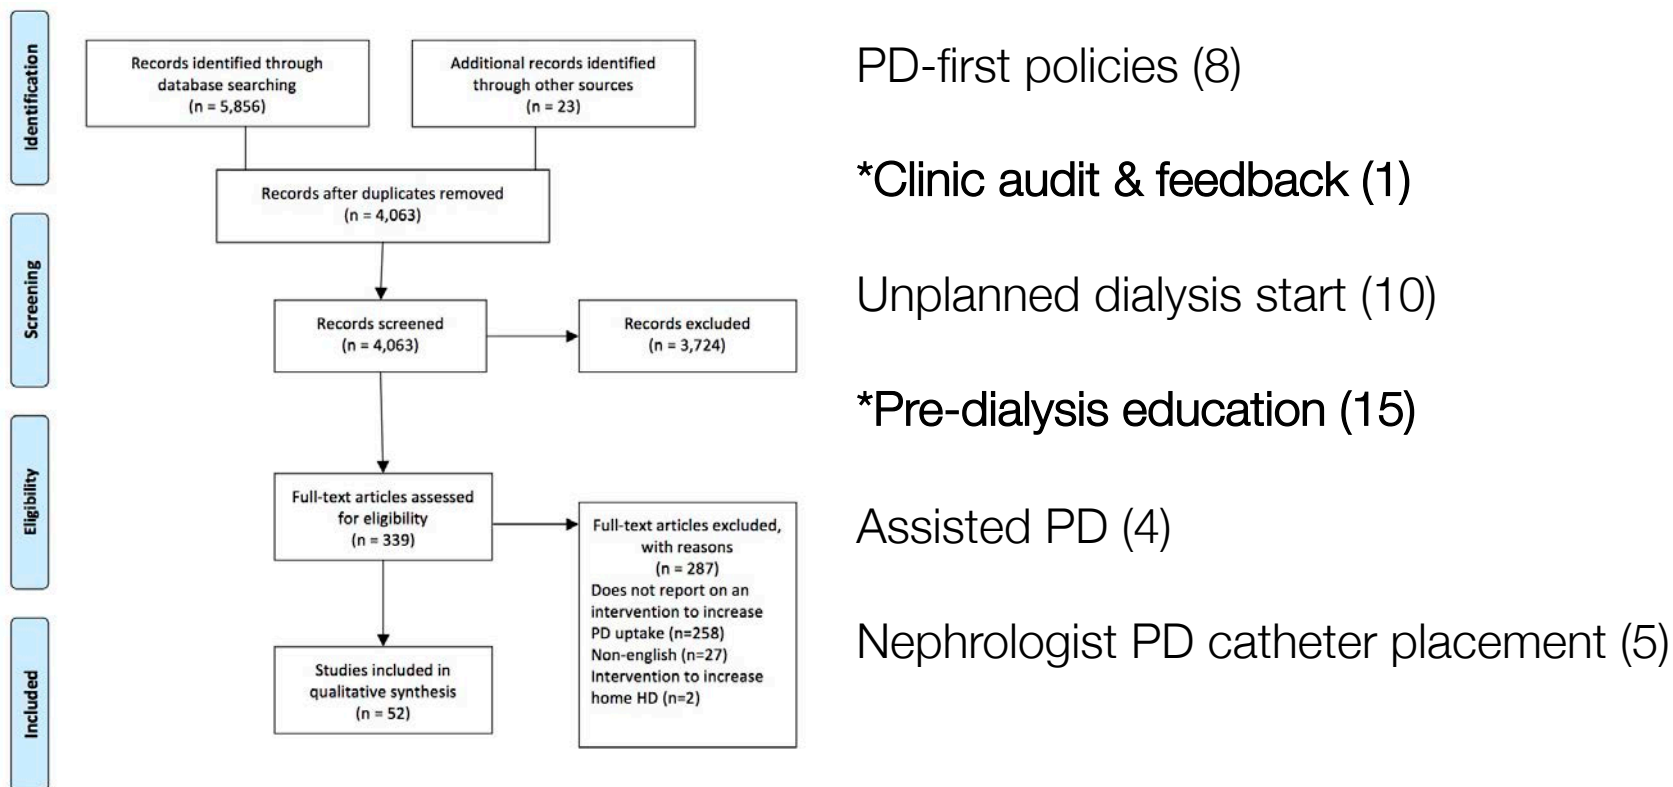 Identification
Records identified through
database searching
(n = 5,856)
Additional records identified
through other sources
(n = 23)
Records after duplicates removed
(n = 4,063)
Screening
Records screened
(n = 4,063)
Records excluded
(n = 3,724)
Eligibility
Full-text articles assessed
for eligibility
(n = 339)
Full-text articles excluded,
with reasons
(n = 287)
Does not report on an
intervention to increase
PD uptake (n=258)
Non-english (n=27)
Intervention to increase
home HD (n=2)
Included
Studies included in
qualitative synthesis
(n = 52)
PD-first policies (8)
*Clinic audit & feedback (1)
Unplanned dialysis start (10)
*Pre-dialysis education (15)
Assisted PD (4)
Nephrologist PD catheter placement (5)